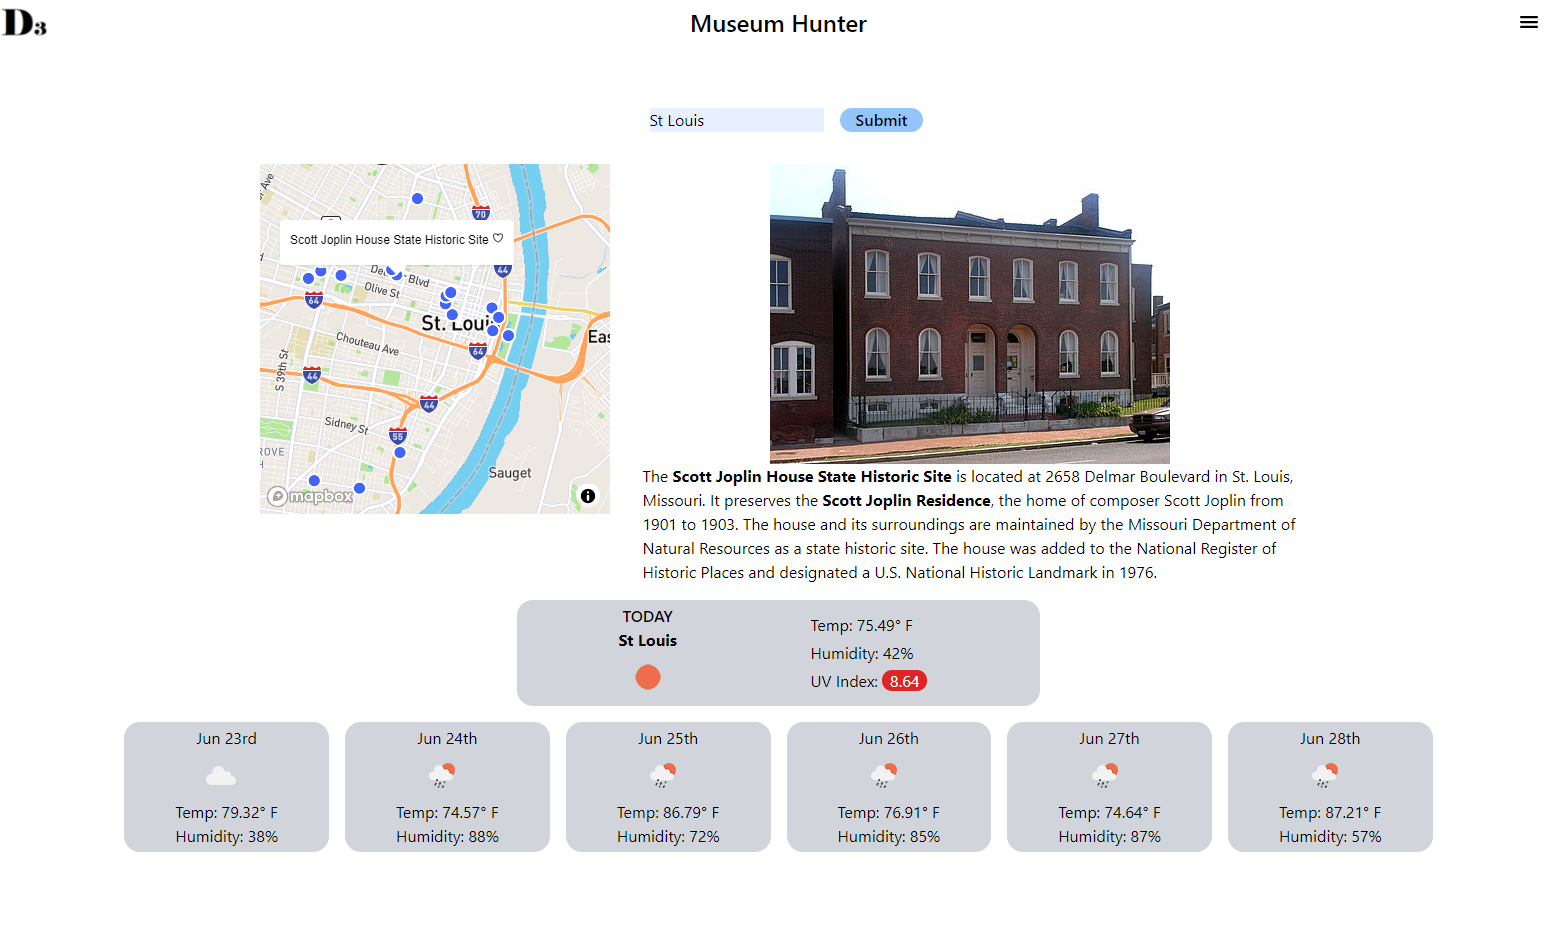 D3
Museum Hunter
St Louis
Submit
70
Scott Joplin House State Historic Site ♡
44
Blvd
Olive St
64
St. Loui
Eas
Chouteau Ave
64
S 39th St
44
44
Sidney St
55
Sauget
mapbox
The Scott Joplin House State Historic Site is located at 2658 Delmar Boulevard in St. Louis,
Missouri. It preserves the Scott Joplin Residence, the home of composer Scott Joplin from
1901 to 1903. The house and its surroundings are maintained by the Missouri Department of
Natural Resources as a state historic site. The house was added to the National Register of
Historic Places and designated a U.S. National Historic Landmark in 1976.
TODAY
St Louis
Temp: 75.49° F
Humidity: 42%
UV Index: 8.64
Jun 23rd
Temp: 79.32° F
Humidity: 38%
Jun 24th
Temp: 74.57° F
Humidity: 88%
Jun 25th
Temp: 86.79° F
Humidity: 72%
Jun 26th
Temp: 76.91° F
Humidity: 85%
Jun 27th
Temp: 74.64° F
Humidity: 87%
Jun 28th
Temp: 87.21° F
Humidity: 57%